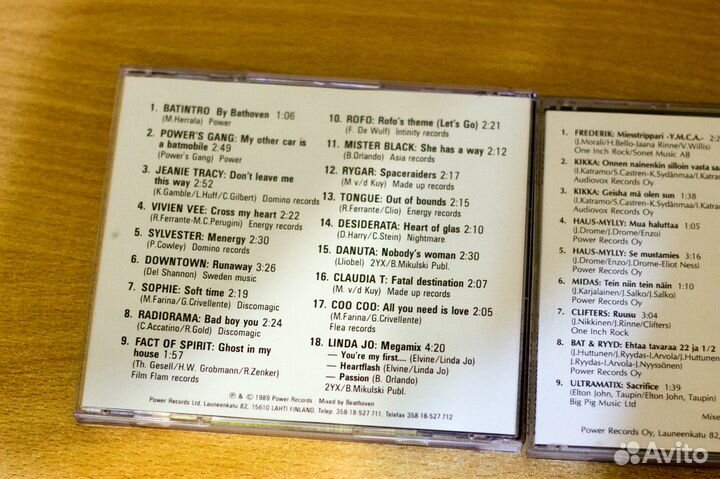 1. BATINTRO By Bathoven 1:06
(M.Herrala) Power
2. POWER'S GANG: My other car is
a batmobile 2:49
(Power's Gang) Power
3. JEANIE TRACY: Don't leave me
this way 2:52
(K.Gamble/L.Huff/C.Gilbert) Domino records
4. VIVIEN VEE: Cross my heart 2:22
(R.Ferrante-M.C.Perugini) Energy records
5. SYLVESTER: Menergy 2:30
(P.Cowley) Domino records
6. DOWNTOWN: Runaway 3:26
(Del Shannon) Sweden music
7. SOPHIE: Soft time 2:19
(M.Farina/G.Crivellente) Discomagic
8. RADIORAMA: Bad boy you 2:24
(C.Accatino/R.Gold) Discomagic
9. FACT OF SPIRIT: Ghost in my
house 1:57
(Th. Gesell/H.W. Grobmann/R.Zenker)
Film Flam records
10. ROFO: Rofo's theme (Let's Go) 2:21
(F. De Wulf) Intinity records
11. MISTER BLACK: She has a way 2:12
(B.Orlando) Asia records
12. RYGAR: Spaceraiders 2:17
(M v/d Kuy) Made up records
13. TONGUE: Out of bounds 2:15
(R.Ferrante/Clio) Energy records
14. DESIDERATA: Heart of glas 2:10
(D.Harry/C.Stein) Nightmare
15. DANUTA: Nobody's woman 2:30
(Lliobel) 2YX/B.Mikulski Publ.
16. CLAUDIA T: Fatal destination 2:07
(M. v/d Kuy) Made up records
17. COO COO: All you need is love 2:05
(M.Farina/G.Crivellente)
Flea records
18. LINDA JO: Megamix 4:20
— You're my first.... (Elvine/Linda Jo)
— Heartflash (Elvine/Linda Jo)
— Passion (B. Orlando)
2YX/B.Mikulski Publ.
℗ & © 1989 Power Records Mixed by Beathoven
Power Records Ltd, Launeenkatu 82, 15610 LAHTI FINLAND, Telep. 358-18-527 711, Telefax 358-18-527 712
1. FREDERIK: Miesstrippari -Y.M.C.A.-
(J.Morali/H.Bello-Jaana Rinne/V.Willis)
One Inch Rock/Sonet Music AB
2. KIKKA: Onnen nainenkin silloin vasta
(I.Katramo/S.Castren-K.Sydänmaa/I.Katra
Audiovox Records Oy
3. KIKKA: Geisha mä olen sun 1:38
(I.Katramo/S.Castren-K.Sydänmaa/I.Katram
Audiovox Records Oy
4. HAUS-MYLLY: Mua haluttaa 1:05
(J.Drome/J.Drome/Enzo)
Power Records Oy
5. HAUS-MYLLY: Se mustamies 3:16
(J.Drome/Enzo/J.Drome-Eliot Nessi)
Power Records Oy
6. MIDAS: Tein niin tein näin 1:10
(J.Karjalainen/J.Salko/J.Salko)
Power Records Oy
7. CLIFTERS: Ruusu 3:04
(J.Nikkinen/J.Rinne/Clifters)
One Inch Rock
8. BAT & RYYD: Ehtaa tavaraa 22 ja 1/2
(J.Huttunen/J.Ryydas-I.Arvola/J.Huttunen/
J.Ryydas-I.Arvola-J.Nyyssönen)
Power Records Oy
9. ULTRAMATIX: Sacrifice 1:39
(Elton John, Taupin/Elton John, Taupin)
Big Pig Music Ltd
Power Records Oy, Launeenkatu 82,
Avito